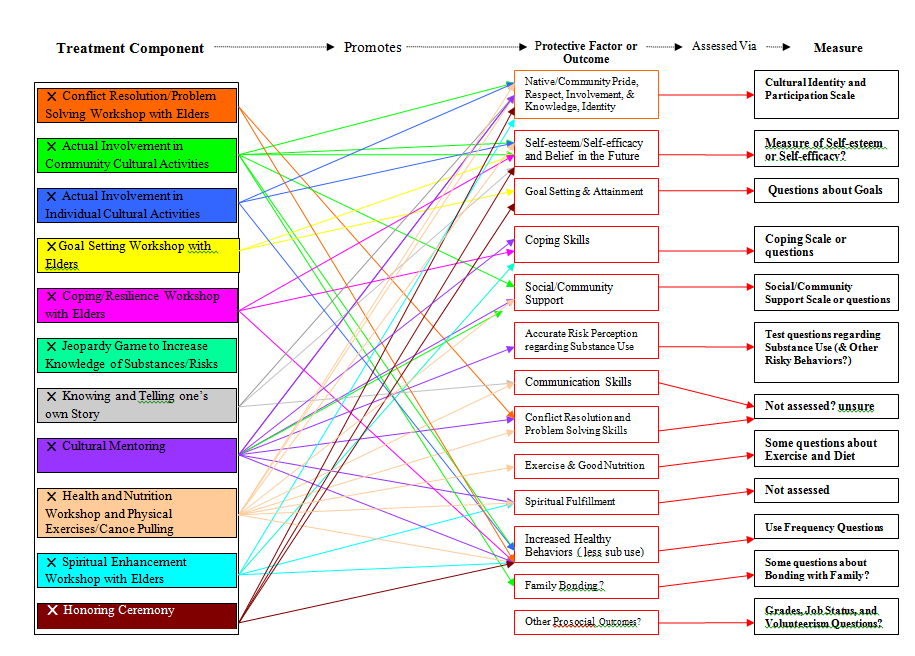 Treatment Component
Promotes
Protective Factor or
Outcome
Assessed Via
Measure
X Conflict Resolution/Problem
Solving Workshop with Elders
X Actual Involvement in
Community Cultural Activities
X Actual Involvement in
Individual Cultural Activities
X Goal Setting Workshop with
Elders
X Coping/Resilience Workshop
with Elders
X Jeopardy Game to Increase
Knowledge of Substances/Risks
X Knowing and Telling one's
own Story
X Cultural Mentoring
X Health and Nutrition
Workshop and Physical
Exercises/Canoe Pulling
X Spiritual Enhancement
Workshop with Elders
X Honoring Ceremony
Native/Community Pride,
Respect, Involvement, &
Knowledge, Identity
Self-esteem/Self-efficacy
and Belief in the Future
Goal Setting & Attainment
Coping Skills
Social/Community
Support
Accurate Risk Perception
regarding Substance Use
Communication Skills
Conflict Resolution and
Problem Solving Skills
Exercise & Good Nutrition
Spiritual Fulfillment
Increased Healthy
Behaviors ( less sub use)
Family Bonding?
Other Prosocial Outcomes?
Cultural Identity and
Participation Scale
Measure of Self-esteem
or Self-efficacy?
Questions about Goals
Coping Scale or
questions
Social/Community
Support Scale or questions
Test questions regarding
Substance Use (& Other
Risky Behaviors?)
Not assessed? unsure
Some questions about
Exercise and Diet
Not assessed
Use Frequency Questions
Some questions about
Bonding with Family?
Grades, Job Status, and
Volunteerism Questions?